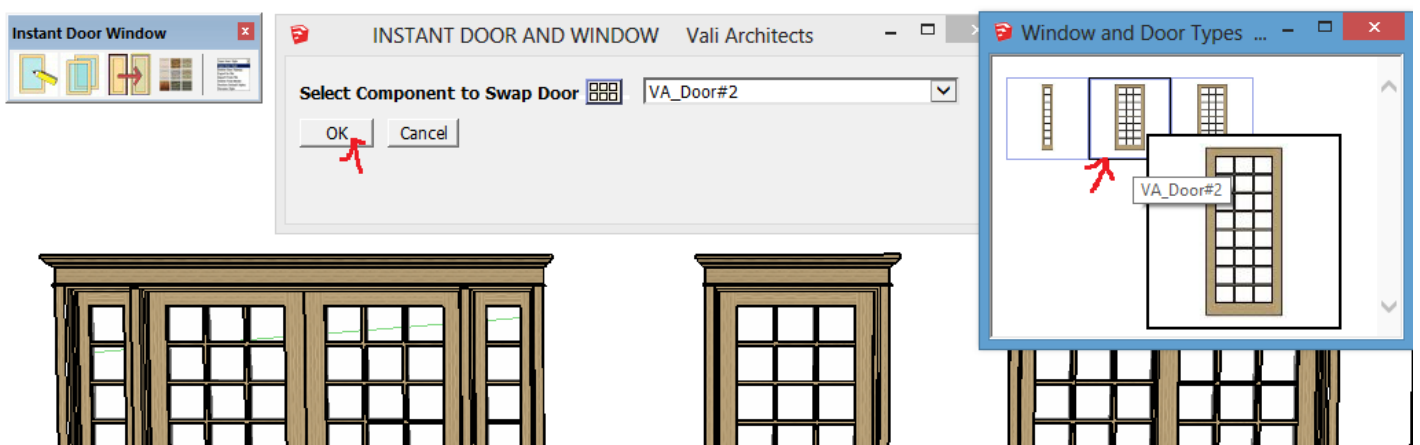 Instant Door Window
INSTANT DOOR AND WINDOW Vali Architects
Select Component to Swap Door VA_Door#2
OK Cancel
Window and Door Types ...
VA_Door#2